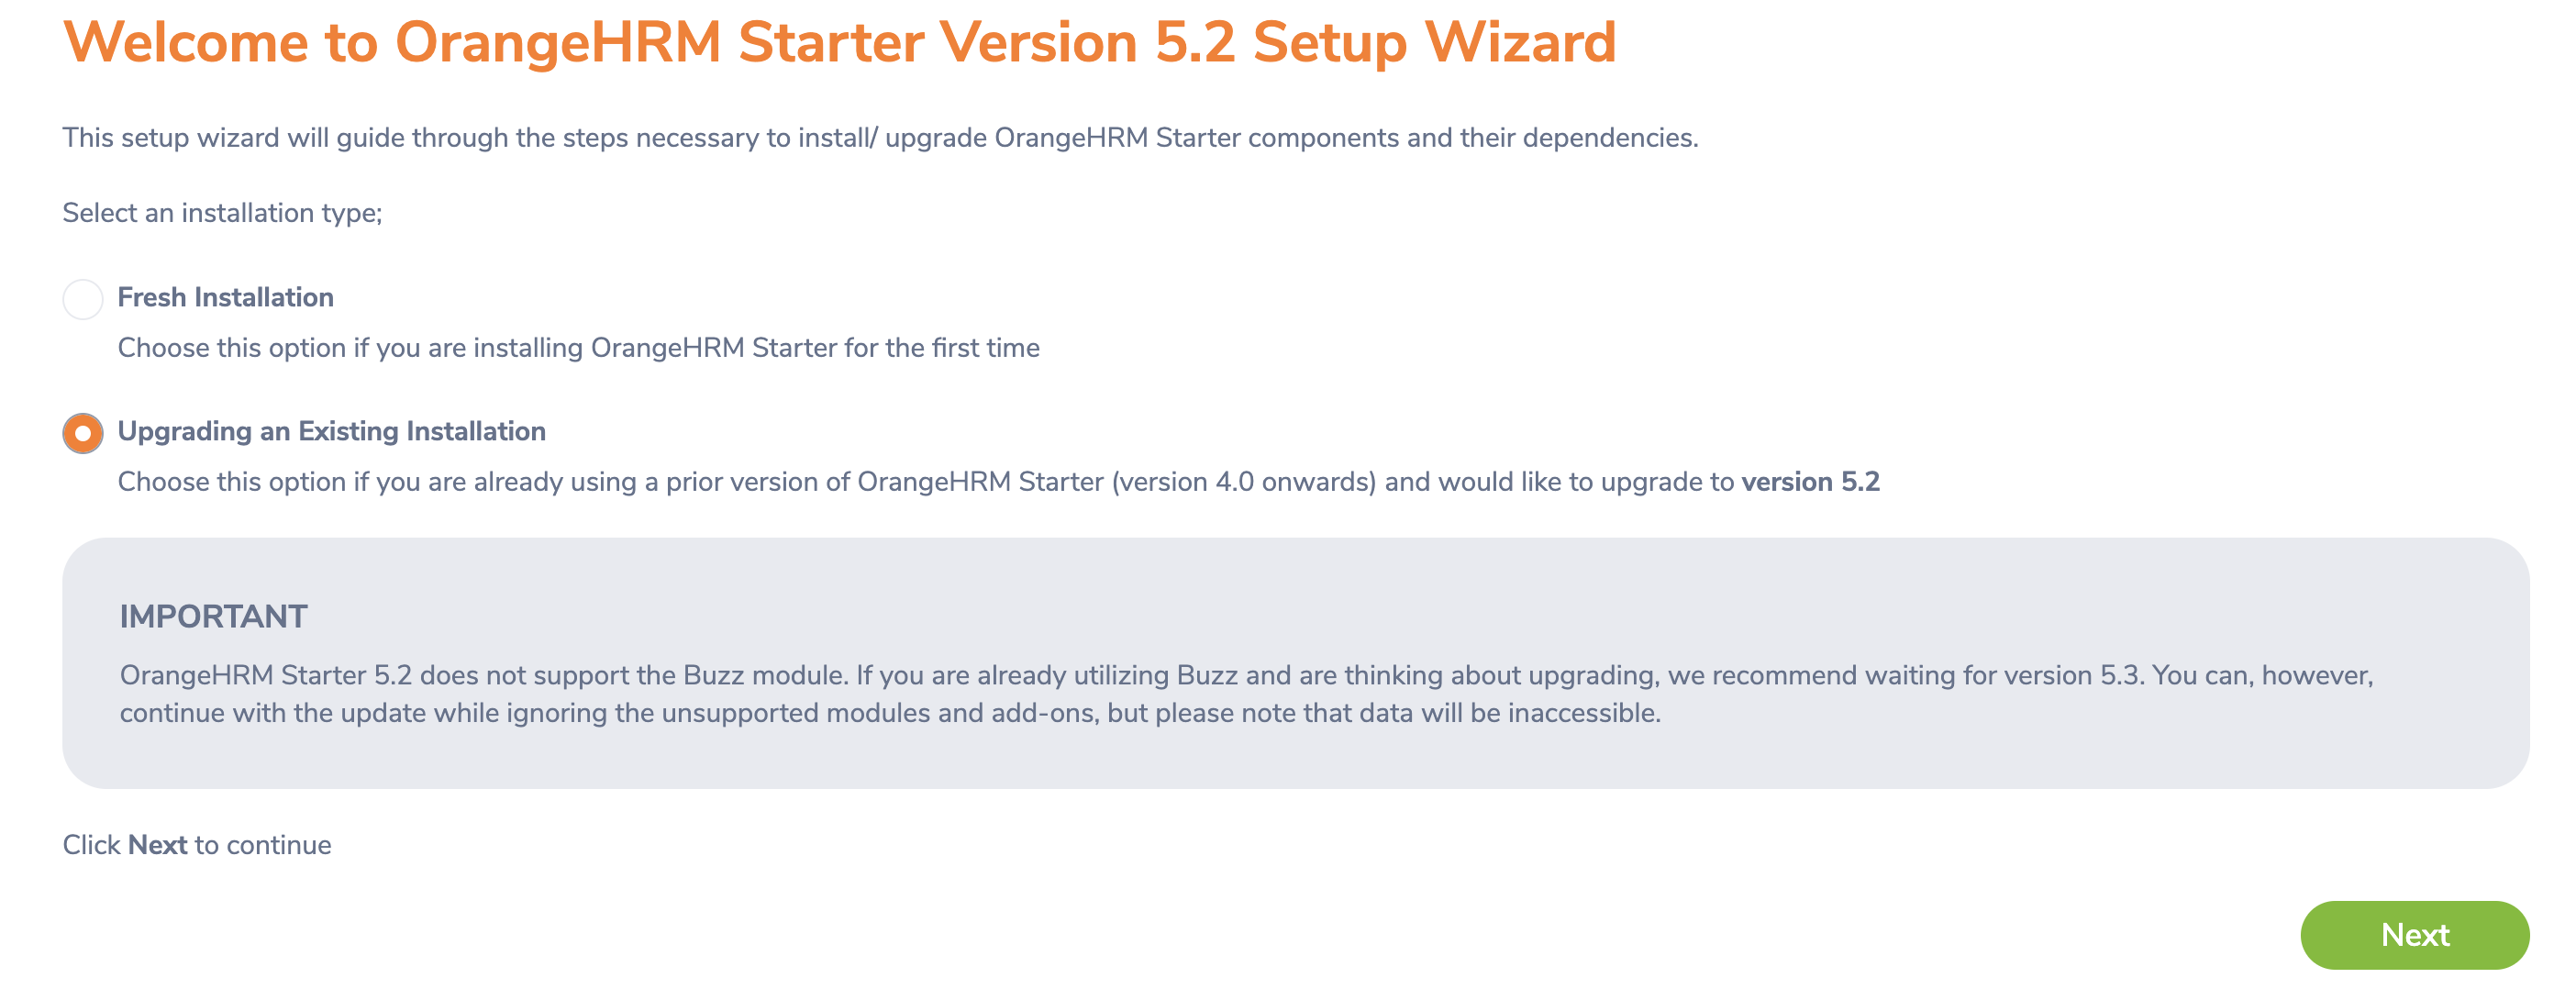 Welcome to OrangeHRM Starter Version 5.2 Setup Wizard
This setup wizard will guide through the steps necessary to install/ upgrade OrangeHRM Starter components and their dependencies.
Select an installation type;
Fresh Installation
Choose this option if you are installing OrangeHRM Starter for the first time
Upgrading an Existing Installation
Choose this option if you are already using a prior version of OrangeHRM Starter (version 4.0 onwards) and would like to upgrade to version 5.2
IMPORTANT
OrangeHRM Starter 5.2 does not support the Buzz module. If you are already utilizing Buzz and are thinking about upgrading, we recommend waiting for version 5.3. You can, however,
continue with the update while ignoring the unsupported modules and add-ons, but please note that data will be inaccessible.
Click Next to continue
Next